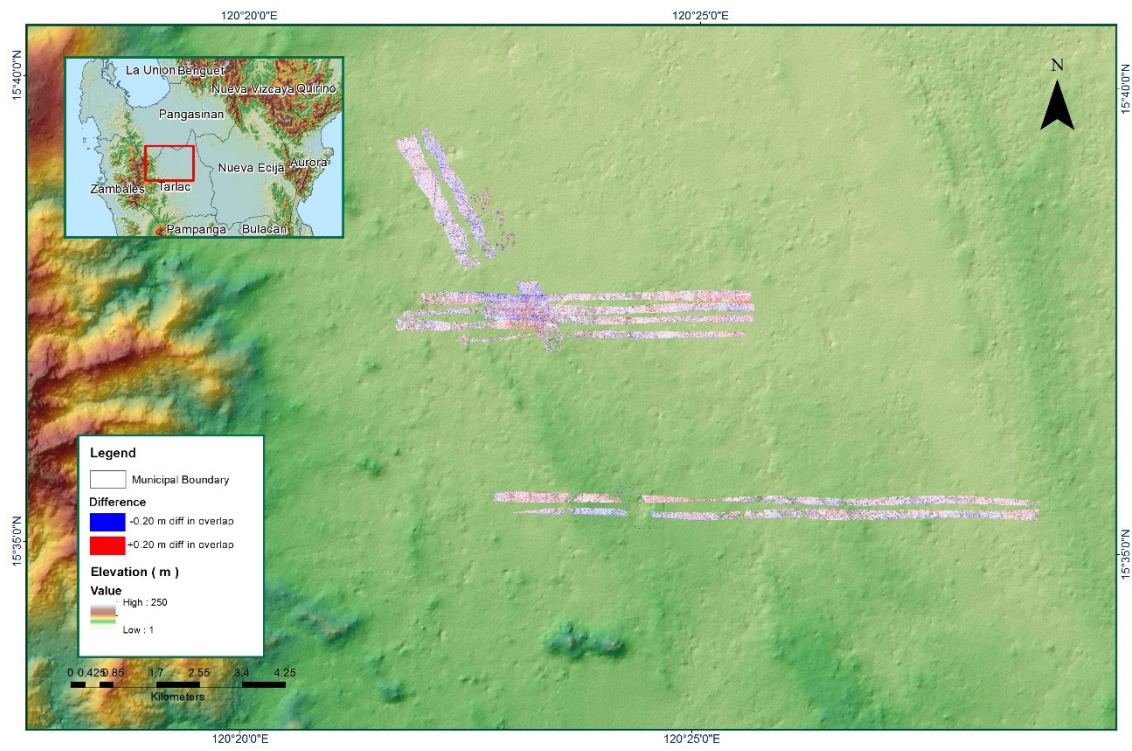 120°20'0"E 120°25'0"E
15°40'0"N 15°40'0"N
La Union Benguet
Nueva Vizcaya Quirino
Pangasinan
Nueva Ecija Aurora
Zambales Tarlac
Pampanga Bulacan
N
Legend
Municipal Boundary
Difference
-0.20 m diff in overlap
+0.20 m diff in overlap
Elevation ( m )
Value
High : 250
Low : 1
15°35'0"N 15°35'0"N
0 0.425 0.85 1.7 2.55 3.4 4.25
Kilometers
120°20'0"E 120°25'0"E